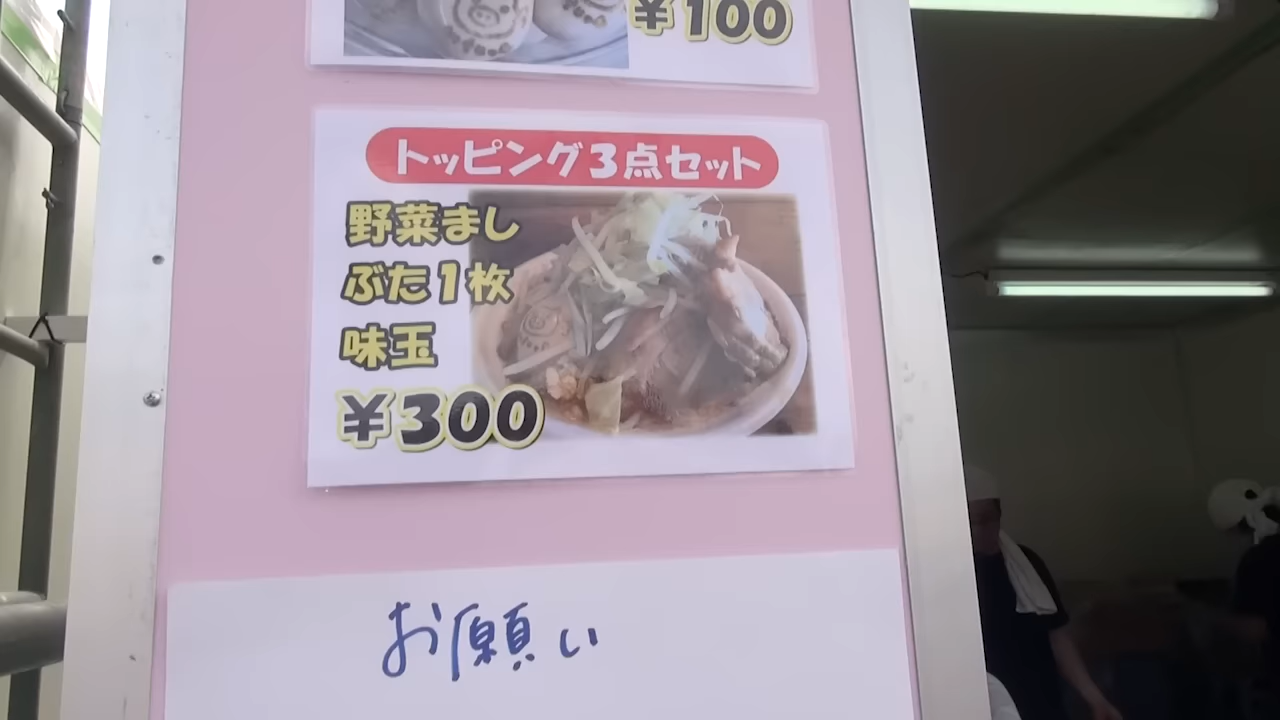 ¥100
トッピング3点セット
野菜まし
ぶた1枚
味玉
¥300
お願い